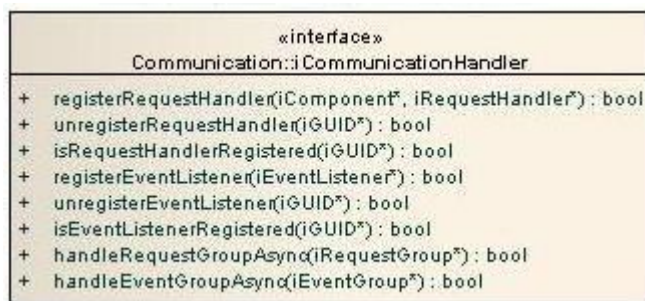 «interface»
Communication::iCommunicationHandler
+ registerRequestHandler(iComponent*, iRequestHandler*) : bool
+ unregisterRequestHandler(iGUID*) : bool
+ isRequestHandlerRegistered(iGUID*) : bool
+ registerEventListener(iEventListener*) : bool
+ unregisterEventListener(iGUID*) : bool
+ isEventListenerRegistered(iGUID*) : bool
+ handleRequestGroupAsync(iRequestGroup*) : bool
+ handleEventGroupAsync(iEventGroup*) : bool